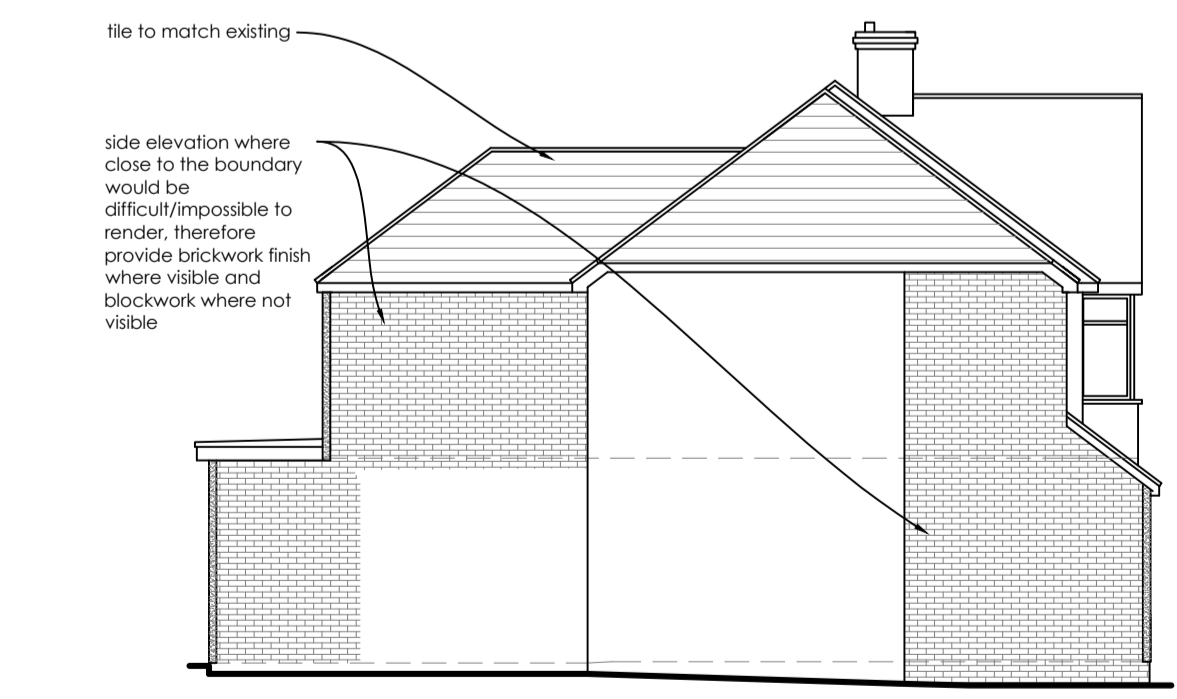 tile to match existing
side elevation where
close to the boundary
would be
difficult/impossible to
render, therefore
provide brickwork finish
where visible and
blockwork where not
visible